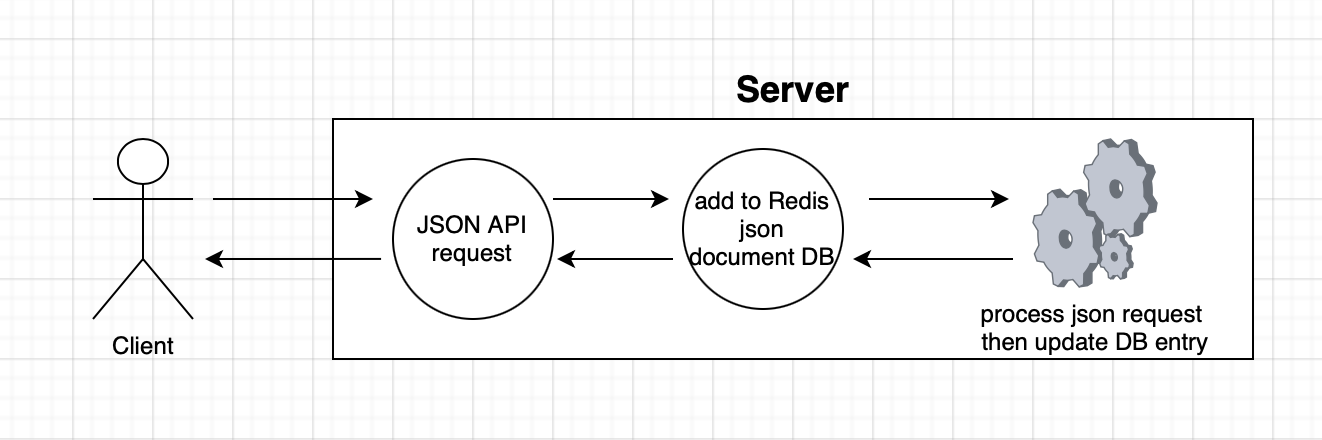 Server
Client
JSON API
request
add to Redis
json
document DB
process json request
then update DB entry